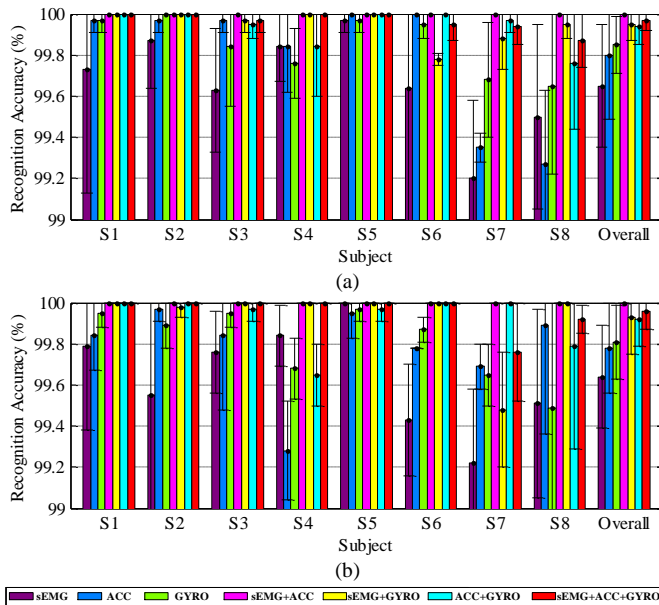 Recognition Accuracy (%)
100
99.8
99.6
99.4
99.2
99
S1 S2 S3 S4 S5 S6 S7 S8 Overall
Subject
(a)
Recognition Accuracy (%)
100
99.8
99.6
99.4
99.2
99
S1 S2 S3 S4 S5 S6 S7 S8 Overall
Subject
(b)
sEMG ACC GYRO sEMG+ACC sEMG+GYRO ACC+GYRO sEMG+ACC+GYRO